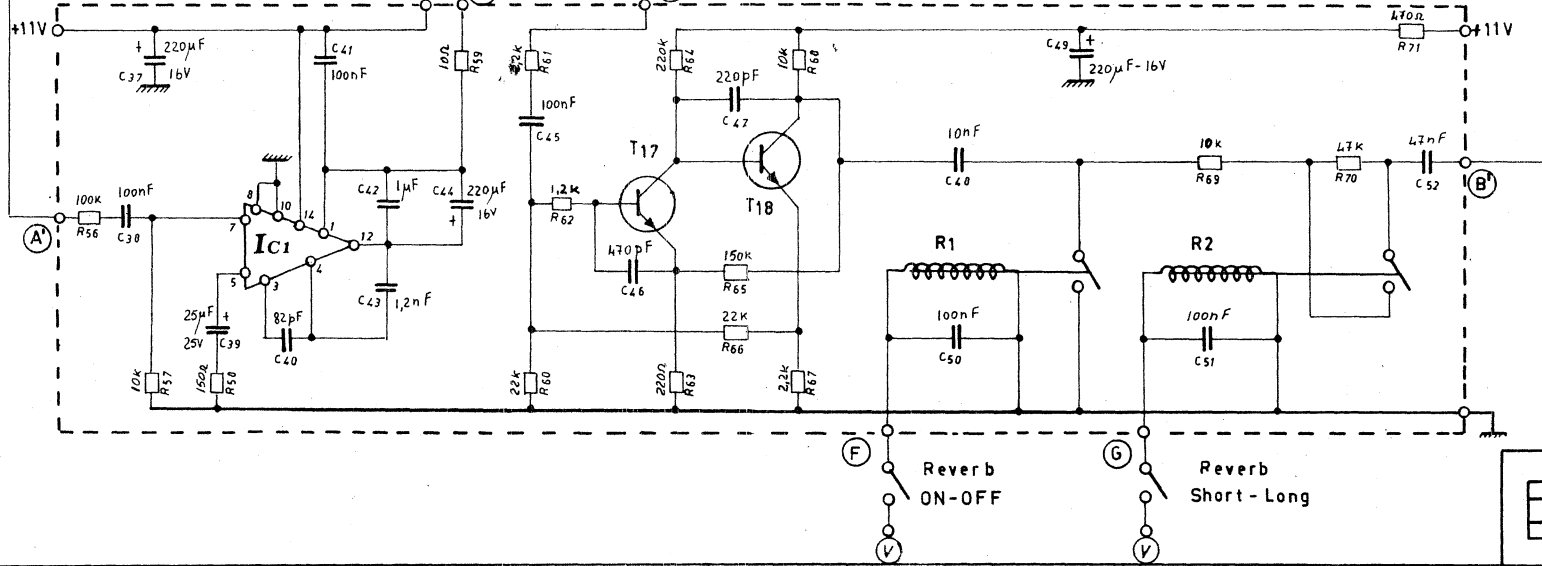 +11V
+
220µF
C37
16V
C41
100nF
10Ω
R59
2,2k
R61
100nF
C45
220k
R64
220pF
C47
10k
R68
C49
+
220µF-16V
470Ω
R71
+11V
A'
100k
R56
100nF
C38
8
10
14
1
7
IC1
12
5
3
4
C42
1µF
C44
220µF
16V
+
C43
1,2nF
25µF
25V
+
C39
82pF
C40
10k
R57
150Ω
R58
1,2k
R62
T17
T18
470pF
C46
150k
R65
22k
R66
22k
R60
220Ω
R63
2,2k
R67
10nF
C48
10k
R69
47k
R70
47nF
C52
B'
R1
R2
100nF
C50
100nF
C51
F
Reverb
ON-OFF
V
G
Reverb
Short-Long
V